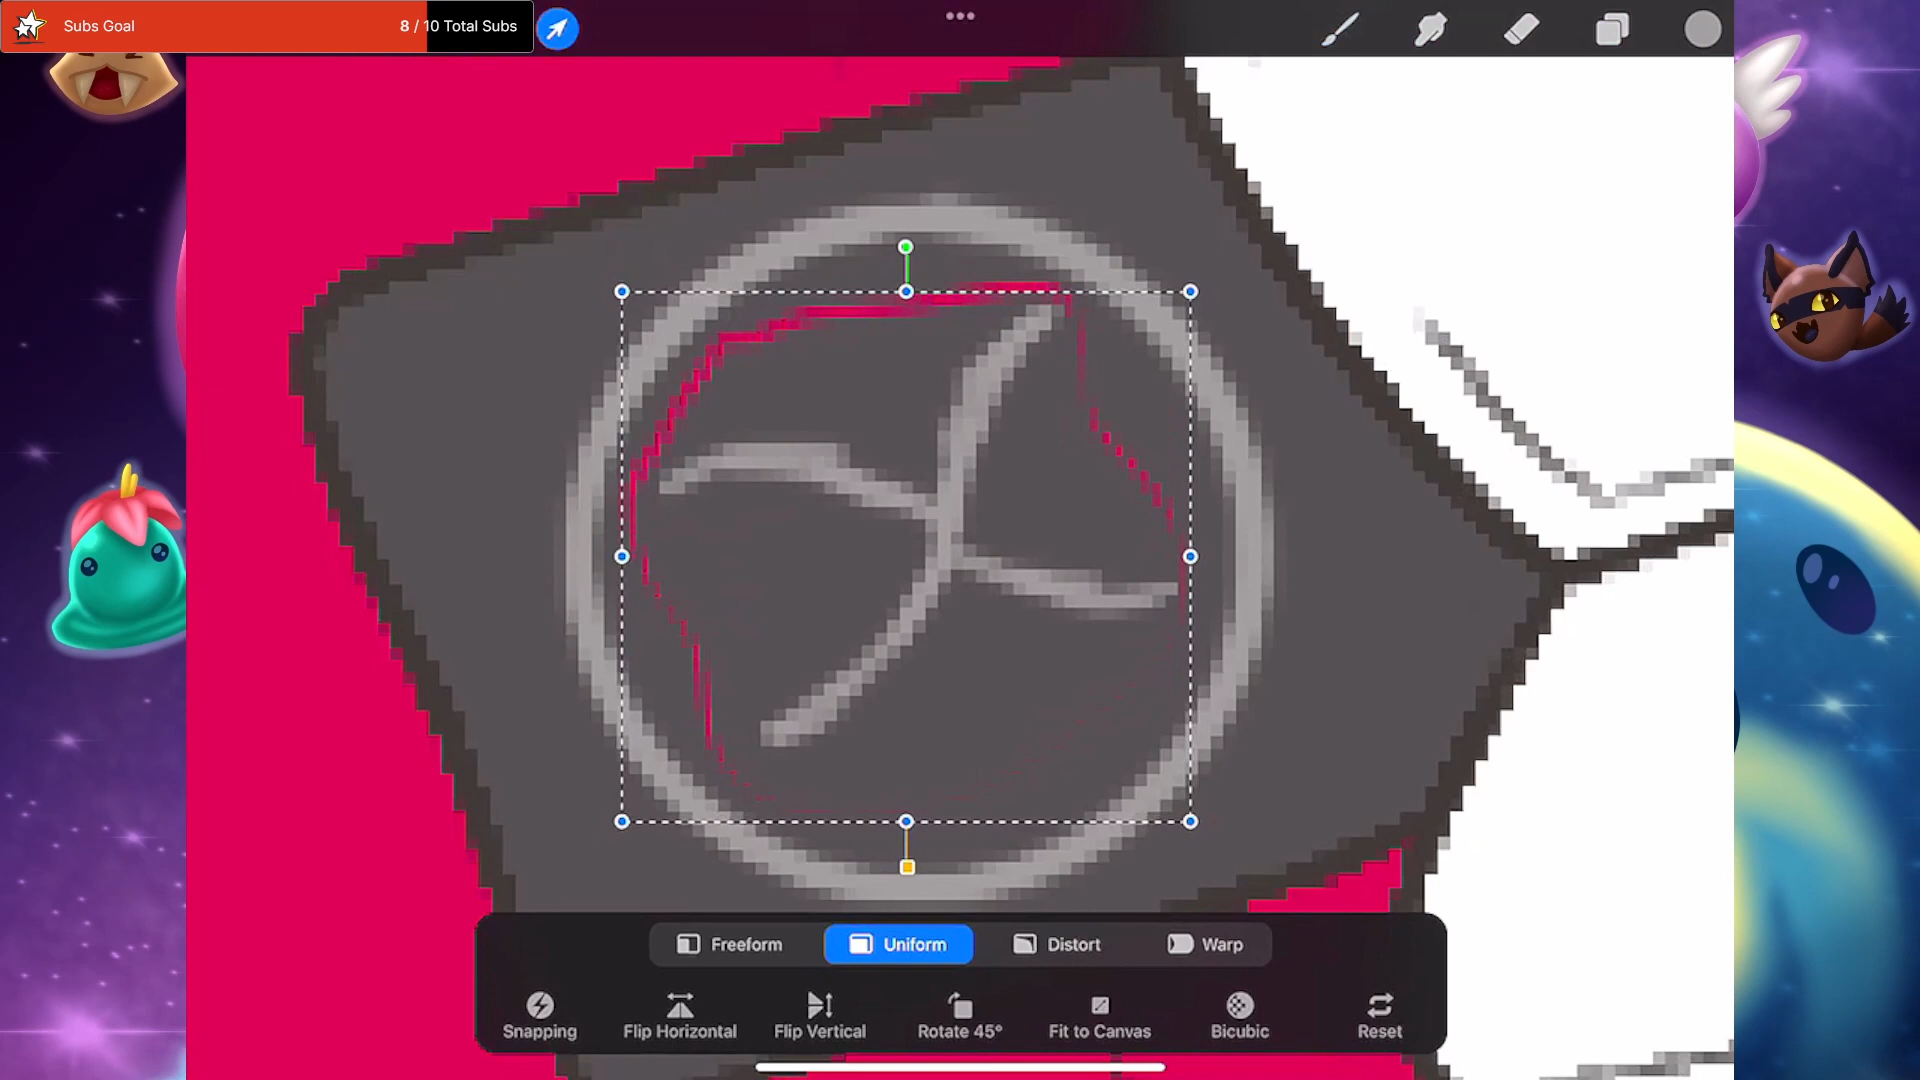 Subs Goal 8 / 10 Total Subs
Freeform Uniform Distort Warp
Snapping Flip Horizontal Flip Vertical Rotate 45° Fit to Canvas Bicubic Reset